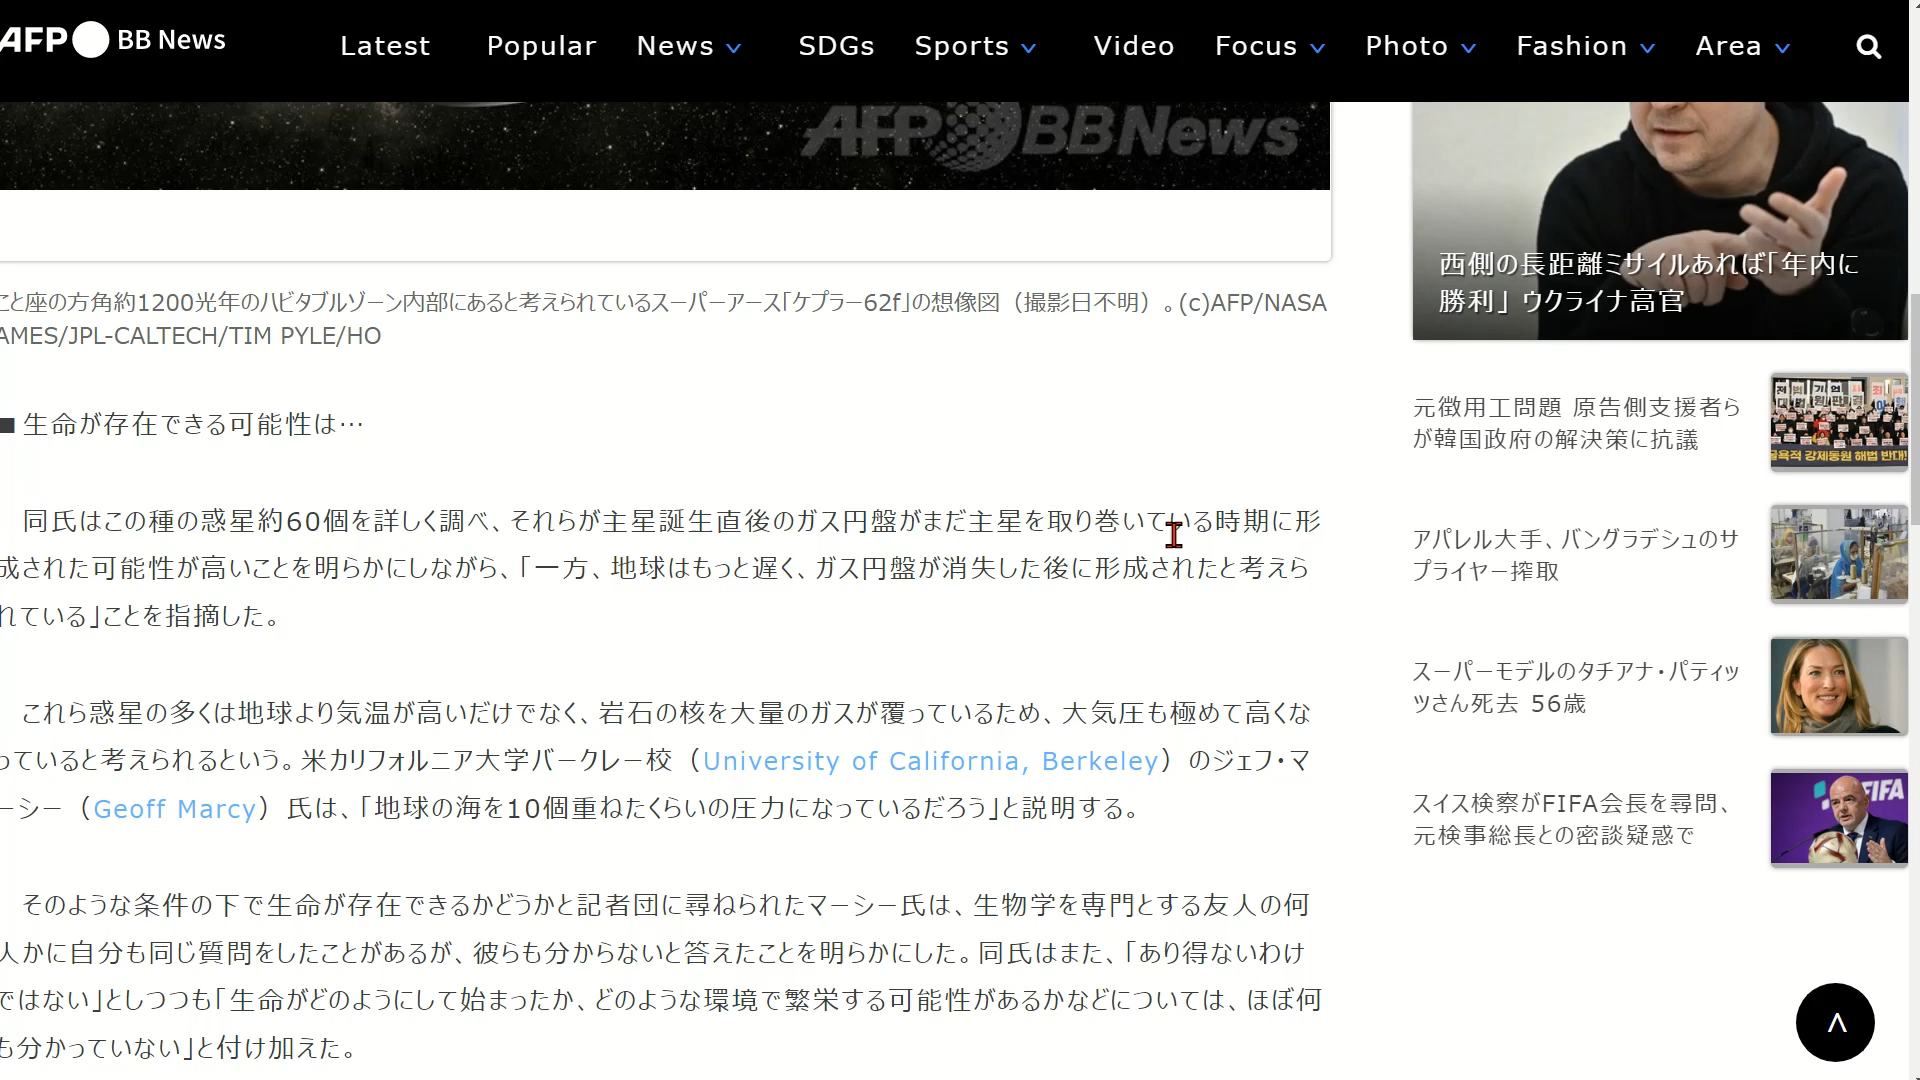 AFP BB News
Latest Popular News SDGs Sports Video Focus Photo Fashion Area
AFP BBNews
こと座の方角約1200光年のハビタブルゾーン内部にあると考えられているスーパーアース「ケプラー62f」の想像図（撮影日不明）。(c)AFP/NASA
AMES/JPL-CALTECH/TIM PYLE/HO
■ 生命が存在できる可能性は…
同氏はこの種の惑星約60個を詳しく調べ、それらが主星誕生直後のガス円盤がまだ主星を取り巻いている時期に形
成された可能性が高いことを明らかにしながら、「一方、地球はもっと遅く、ガス円盤が消失した後に形成されたと考えら
れている」ことを指摘した。
これら惑星の多くは地球より気温が高いだけでなく、岩石の核を大量のガスが覆っているため、大気圧も極めて高くな
っていると考えられるという。米カリフォルニア大学バークレー校（University of California, Berkeley）のジェフ・マ
ーシー（Geoff Marcy）氏は、「地球の海を10個重ねたくらいの圧力になっているだろう」と説明する。
そのような条件の下で生命が存在できるかどうかと記者団に尋ねられたマーシー氏は、生物学を専門とする友人の何
人かに自分も同じ質問をしたことがあるが、彼らも分からないと答えたことを明らかにした。同氏はまた、「あり得ないわけ
ではない」としつつも「生命がどのようにして始まったか、どのような環境で繁栄する可能性があるかなどについては、ほぼ何
も分かっていない」と付け加えた。
西側の長距離ミサイルあれば「年内に
勝利」 ウクライナ高官
元徴用工問題 原告側支援者ら
が韓国政府の解決策に抗議
アパレル大手、バングラデシュのサ
プライヤー搾取
スーパーモデルのタチアナ・パティッ
ツさん死去 56歳
スイス検察がFIFA会長を尋問、
元検事総長との密談疑惑で
FIFA